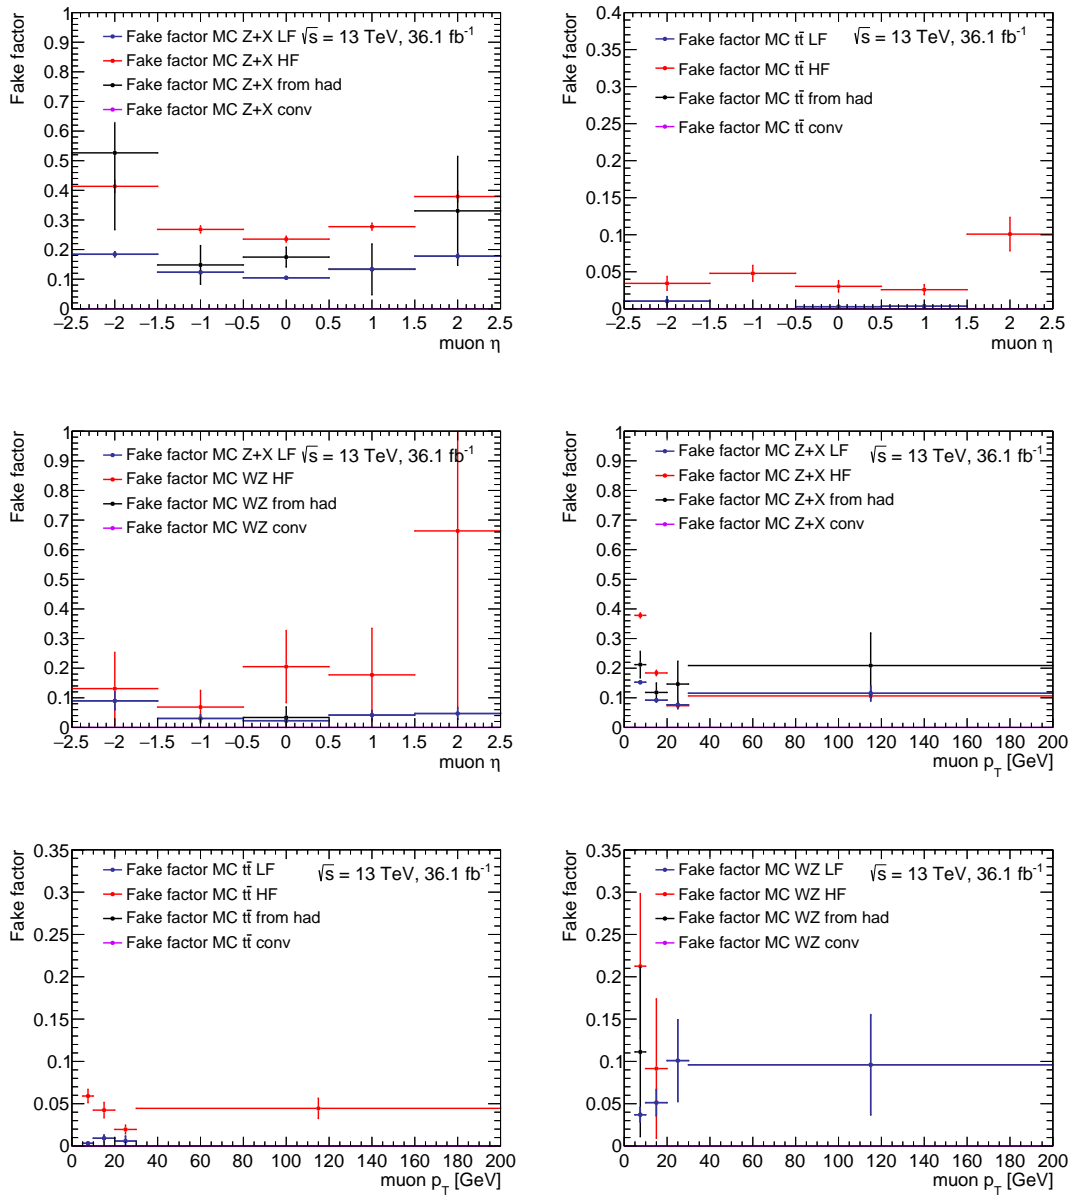 Fake factor
Fake factor MC Z+X LF
√s = 13 TeV, 36.1 fb⁻¹
Fake factor MC Z+X HF
Fake factor MC Z+X from had
Fake factor MC Z+X conv
1
0.9
0.8
0.7
0.6
0.5
0.4
0.3
0.2
0.1
0
−2.5 −2 −1.5 −1 −0.5 0 0.5 1 1.5 2 2.5
muon η
Fake factor
Fake factor MC tt̄ LF
√s = 13 TeV, 36.1 fb⁻¹
Fake factor MC tt̄ HF
Fake factor MC tt̄ from had
Fake factor MC tt̄ conv
0.4
0.35
0.3
0.25
0.2
0.15
0.1
0.05
0
−2.5 −2 −1.5 −1 −0.5 0 0.5 1 1.5 2 2.5
muon η
Fake factor
Fake factor MC Z+X LF
√s = 13 TeV, 36.1 fb⁻¹
Fake factor MC WZ HF
Fake factor MC WZ from had
Fake factor MC WZ conv
1
0.9
0.8
0.7
0.6
0.5
0.4
0.3
0.2
0.1
0
−2.5 −2 −1.5 −1 −0.5 0 0.5 1 1.5 2 2.5
muon η
Fake factor
Fake factor MC Z+X LF
√s = 13 TeV, 36.1 fb⁻¹
Fake factor MC Z+X HF
Fake factor MC Z+X from had
Fake factor MC Z+X conv
1
0.9
0.8
0.7
0.6
0.5
0.4
0.3
0.2
0.1
0
0 20 40 60 80 100 120 140 160 180 200
muon p_T [GeV]
Fake factor
Fake factor MC tt̄ LF
√s = 13 TeV, 36.1 fb⁻¹
Fake factor MC tt̄ HF
Fake factor MC tt̄ from had
Fake factor MC tt̄ conv
0.35
0.3
0.25
0.2
0.15
0.1
0.05
0
0 20 40 60 80 100 120 140 160 180 200
muon p_T [GeV]
Fake factor
Fake factor MC WZ LF
√s = 13 TeV, 36.1 fb⁻¹
Fake factor MC WZ HF
Fake factor MC WZ from had
Fake factor MC WZ conv
0.35
0.3
0.25
0.2
0.15
0.1
0.05
0
0 20 40 60 80 100 120 140 160 180 200
muon p_T [GeV]